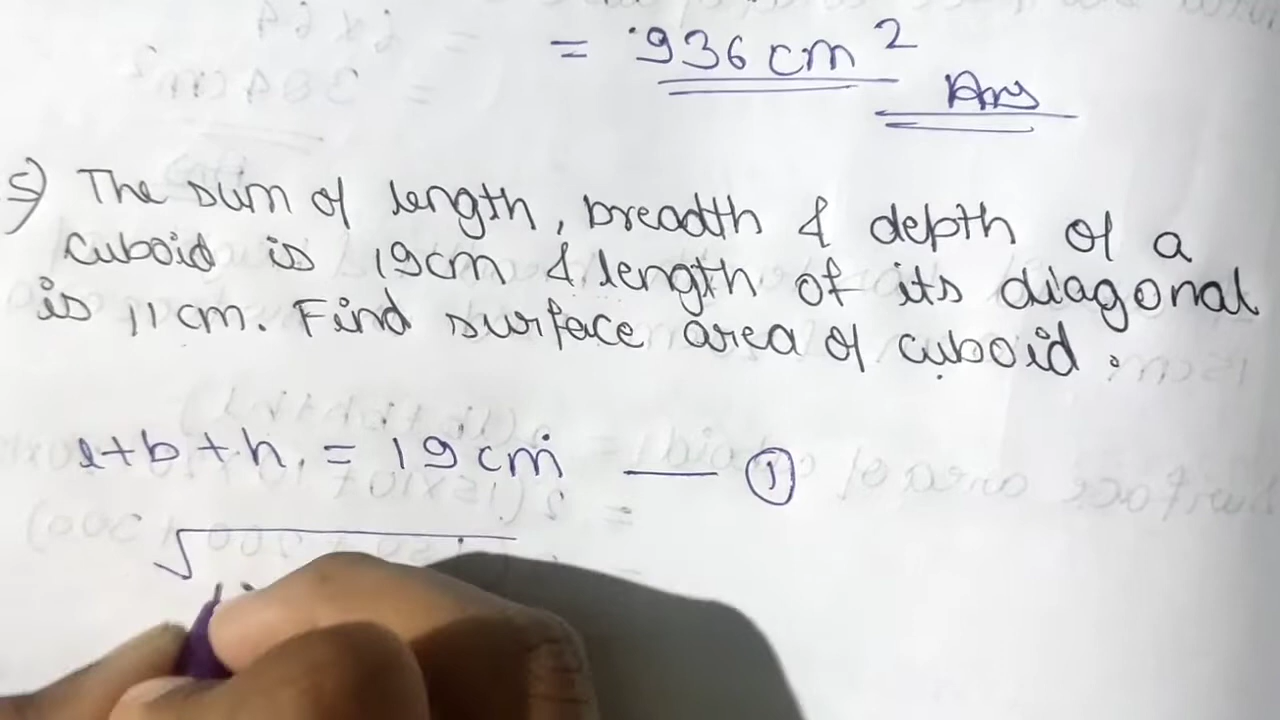 = 936 cm²
Ans
5) The sum of length, breadth & depth of a
cuboid is 19cm & length of its diagonal
is 11 cm. Find surface area of cuboid.
l+b+h = 19 cm — ①
√